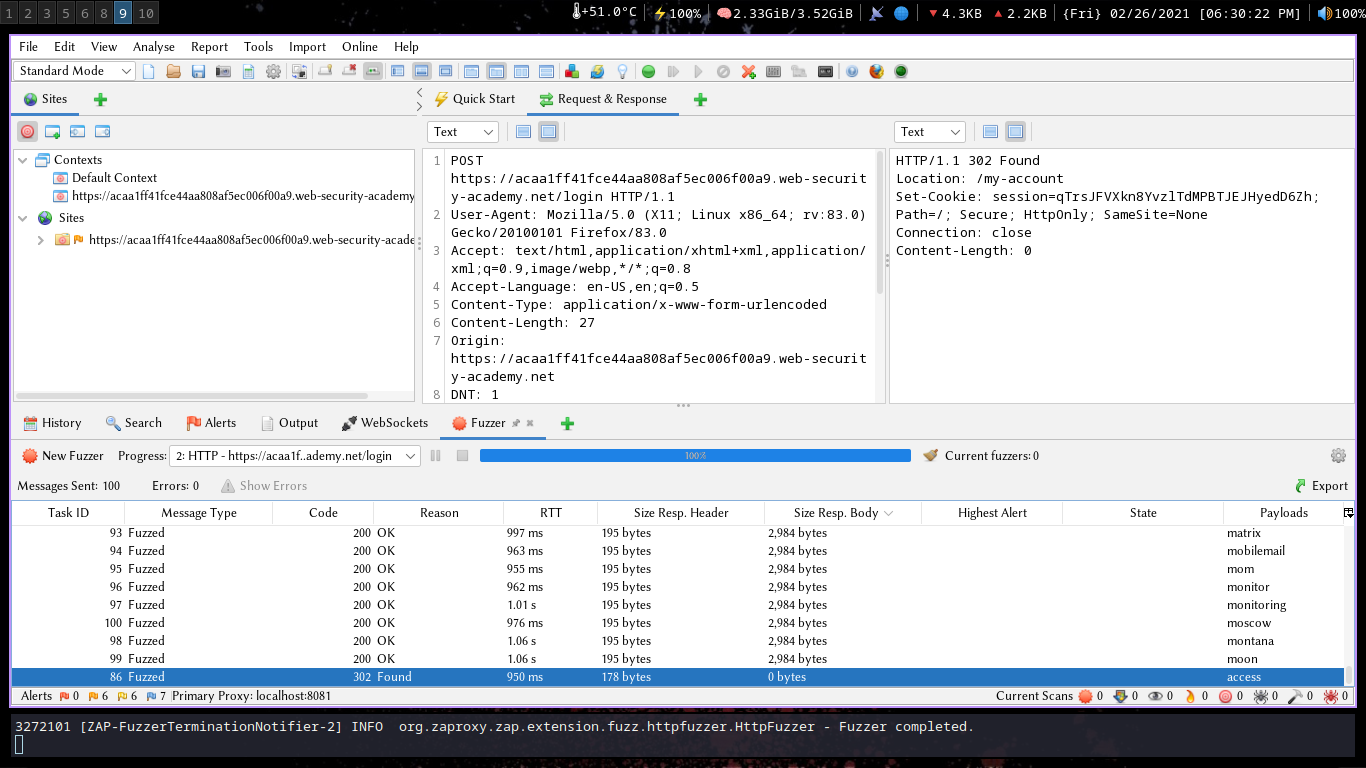 1 2 3 5 6 8 9 10 +51.0°C 100% 2.33GiB/3.52GiB 4.3KB 2.2KB {Fri} 02/26/2021 [06:30:22 PM] 100%
File Edit View Analyse Report Tools Import Online Help
Standard Mode
Sites Quick Start Request & Response
Text Text
Contexts
Default Context
https://acaa1ff41fce44aa808af5ec006f00a9.web-security-academy
Sites
https://acaa1ff41fce44aa808af5ec006f00a9.web-security-acade
1 POST
https://acaa1ff41fce44aa808af5ec006f00a9.web-securit
y-academy.net/login HTTP/1.1
2 User-Agent: Mozilla/5.0 (X11; Linux x86_64; rv:83.0)
Gecko/20100101 Firefox/83.0
3 Accept: text/html,application/xhtml+xml,application/
xml;q=0.9,image/webp,*/*;q=0.8
4 Accept-Language: en-US,en;q=0.5
5 Content-Type: application/x-www-form-urlencoded
6 Content-Length: 27
7 Origin:
https://acaa1ff41fce44aa808af5ec006f00a9.web-securit
y-academy.net
8 DNT: 1
HTTP/1.1 302 Found
Location: /my-account
Set-Cookie: session=qTrsJFVXkn8YvzlTdMPBTJEJHyedD6Zh;
Path=/; Secure; HttpOnly; SameSite=None
Connection: close
Content-Length: 0
History Search Alerts Output WebSockets Fuzzer
New Fuzzer Progress: 2: HTTP - https://acaa1f..ademy.net/login 100% Current fuzzers: 0
Messages Sent: 100 Errors: 0 Show Errors Export
Task ID Message Type Code Reason RTT Size Resp. Header Size Resp. Body Highest Alert State Payloads
93 Fuzzed 200 OK 997 ms 195 bytes 2,984 bytes matrix
94 Fuzzed 200 OK 963 ms 195 bytes 2,984 bytes mobilemail
95 Fuzzed 200 OK 955 ms 195 bytes 2,984 bytes mom
96 Fuzzed 200 OK 962 ms 195 bytes 2,984 bytes monitor
97 Fuzzed 200 OK 1.01 s 195 bytes 2,984 bytes monitoring
100 Fuzzed 200 OK 976 ms 195 bytes 2,984 bytes moscow
98 Fuzzed 200 OK 1.06 s 195 bytes 2,984 bytes montana
99 Fuzzed 200 OK 1.06 s 195 bytes 2,984 bytes moon
86 Fuzzed 302 Found 950 ms 178 bytes 0 bytes access
Alerts 0 6 6 7 Primary Proxy: localhost:8081 Current Scans 0 0 0 0 0 0 0 0
3272101 [ZAP-FuzzerTerminationNotifier-2] INFO org.zaproxy.zap.extension.fuzz.httpfuzzer.HttpFuzzer - Fuzzer completed.